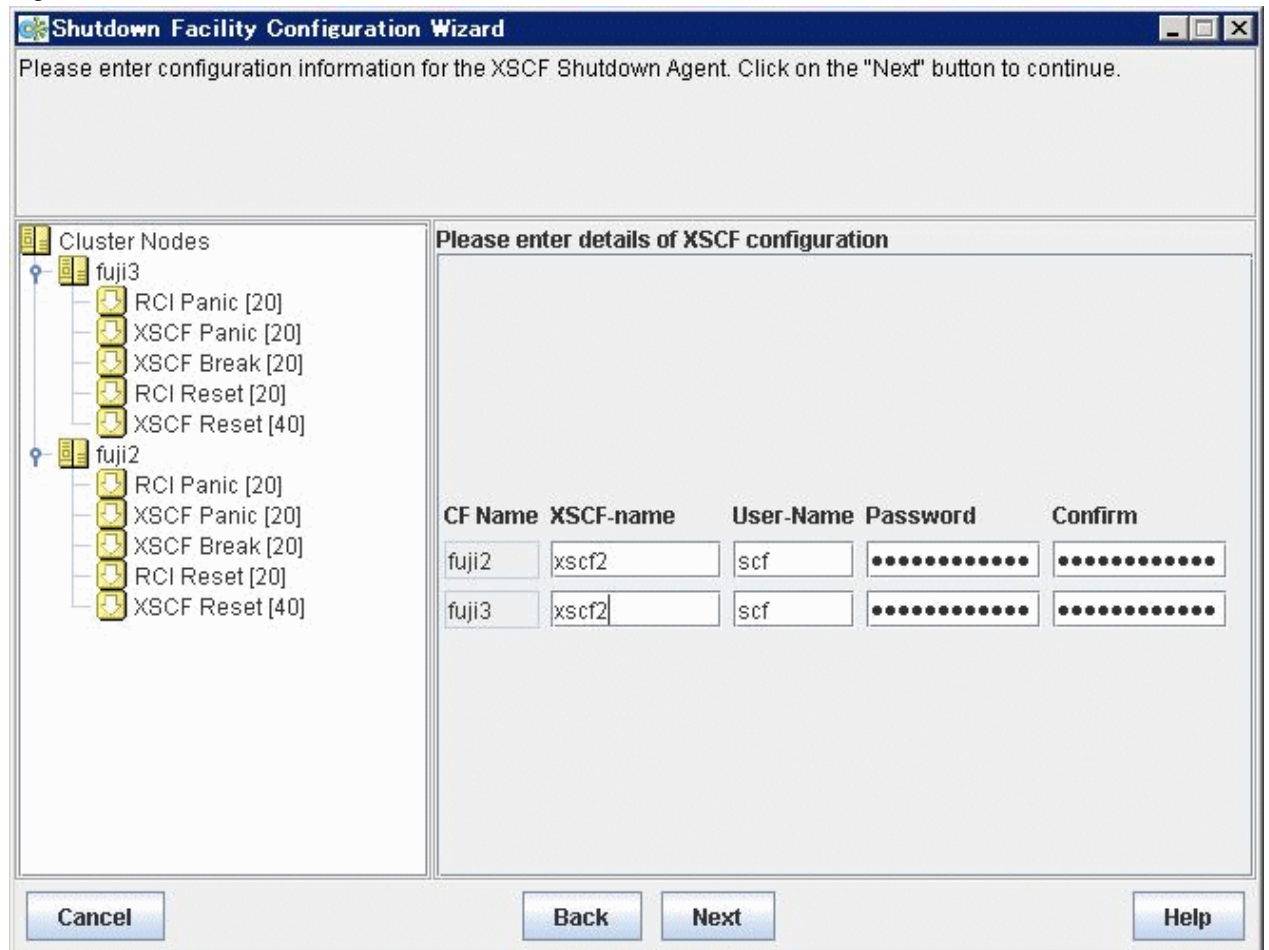 Shutdown Facility Configuration Wizard
Please enter configuration information for the XSCF Shutdown Agent. Click on the "Next" button to continue.
Cluster Nodes
fuji3
RCI Panic [20]
XSCF Panic [20]
XSCF Break [20]
RCI Reset [20]
XSCF Reset [40]
fuji2
RCI Panic [20]
XSCF Panic [20]
XSCF Break [20]
RCI Reset [20]
XSCF Reset [40]
Please enter details of XSCF configuration
CF Name XSCF-name User-Name Password Confirm
fuji2 xscf2 scf •••••••••••• ••••••••••••
fuji3 xscf2 scf •••••••••••• ••••••••••••
Cancel Back Next Help